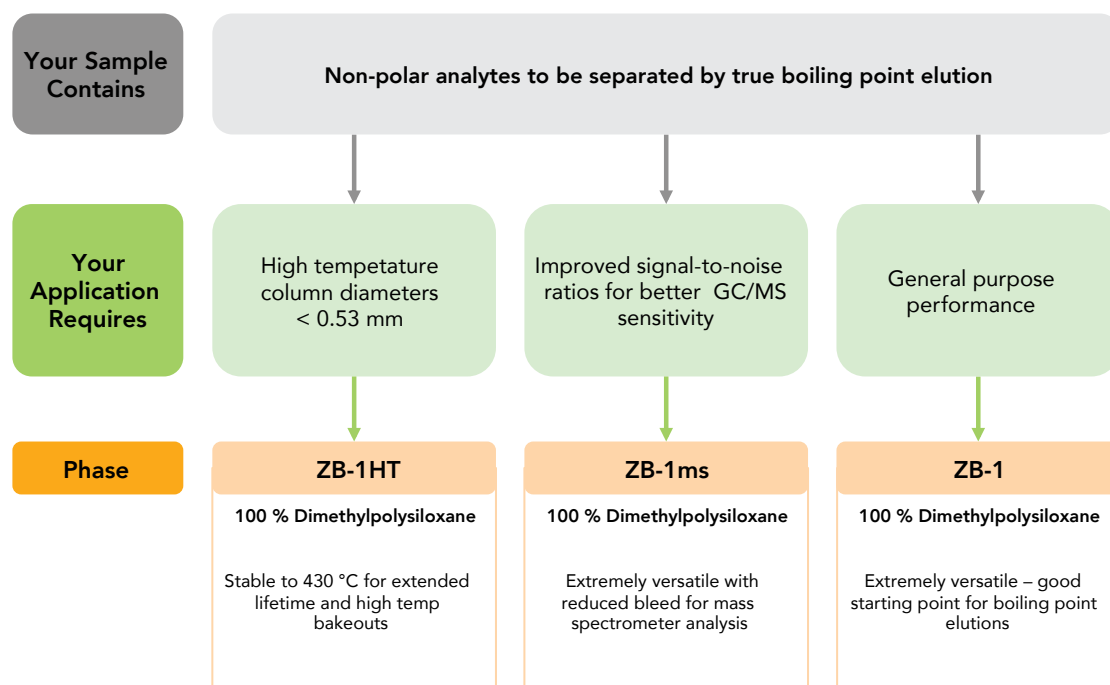 Your Sample
Contains
Non-polar analytes to be separated by true boiling point elution
Your
Application
Requires
High tempetature
column diameters
< 0.53 mm
Improved signal-to-noise
ratios for better GC/MS
sensitivity
General purpose
performance
Phase
ZB-1HT
ZB-1ms
ZB-1
100 % Dimethylpolysiloxane
100 % Dimethylpolysiloxane
100 % Dimethylpolysiloxane
Stable to 430 °C for extended
lifetime and high temp
bakeouts
Extremely versatile with
reduced bleed for mass
spectrometer analysis
Extremely versatile – good
starting point for boiling point
elutions